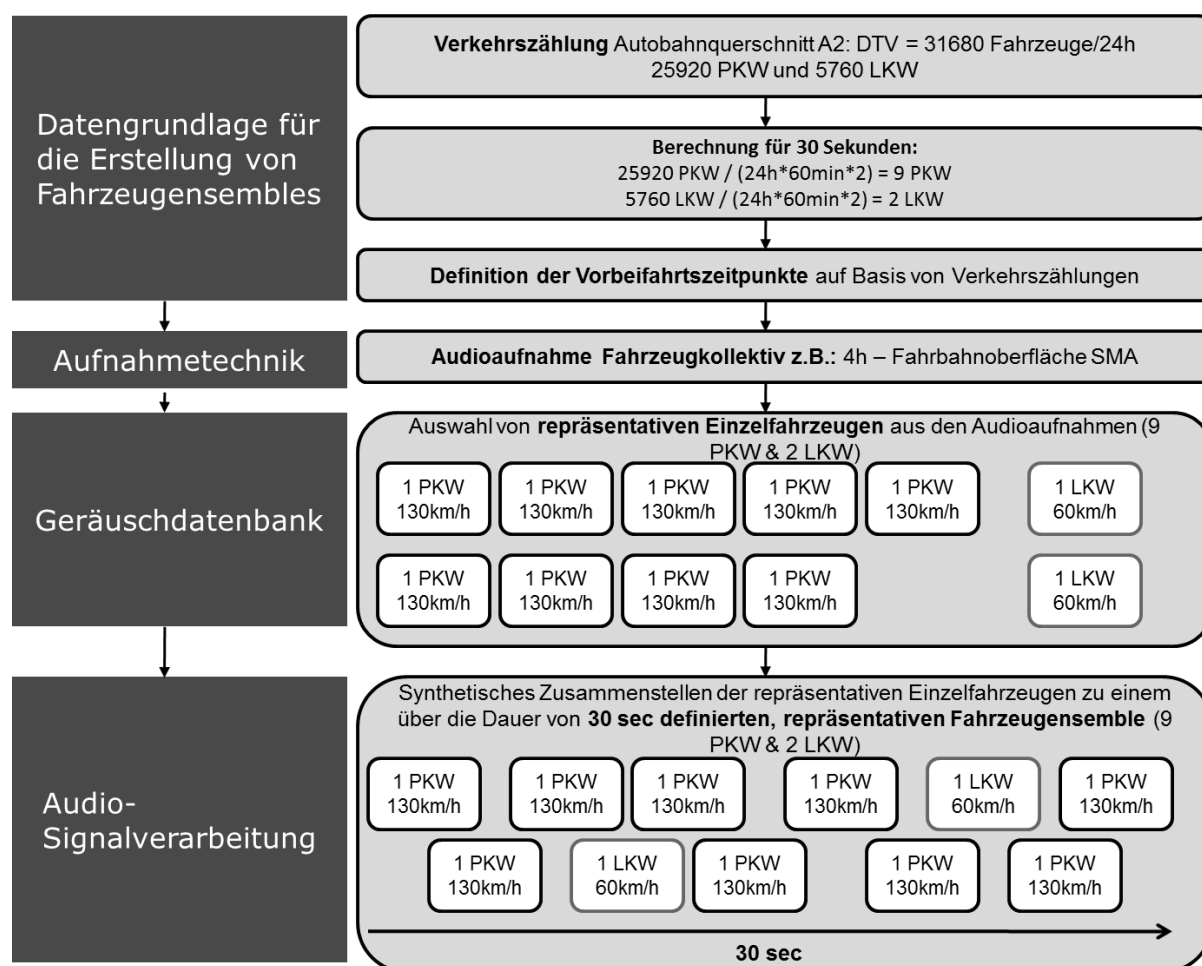 Datengrundlage für
die Erstellung von
Fahrzeugensembles
Verkehrszählung Autobahnquerschnitt A2: DTV = 31680 Fahrzeuge/24h
25920 PKW und 5760 LKW
Berechnung für 30 Sekunden:
25920 PKW / (24h*60min*2) = 9 PKW
5760 LKW / (24h*60min*2) = 2 LKW
Definition der Vorbeifahrtszeitpunkte auf Basis von Verkehrszählungen
Aufnahmetechnik
Audioaufnahme Fahrzeugkollektiv z.B.: 4h – Fahrbahnoberfläche SMA
Geräuschdatenbank
Auswahl von repräsentativen Einzelfahrzeugen aus den Audioaufnahmen (9
PKW & 2 LKW)
1 PKW 1 PKW 1 PKW 1 PKW 1 PKW 1 LKW
130km/h 130km/h 130km/h 130km/h 130km/h 60km/h
1 PKW 1 PKW 1 PKW 1 PKW 1 LKW
130km/h 130km/h 130km/h 130km/h 60km/h
Audio-
Signalverarbeitung
Synthetisches Zusammenstellen der repräsentativen Einzelfahrzeugen zu einem
über die Dauer von 30 sec definierten, repräsentativen Fahrzeugensemble (9
PKW & 2 LKW)
1 PKW 1 PKW 1 PKW 1 PKW 1 LKW 1 PKW
130km/h 130km/h 130km/h 130km/h 60km/h 130km/h
1 PKW 1 LKW 1 PKW 1 PKW 1 PKW
130km/h 60km/h 130km/h 130km/h 130km/h
30 sec